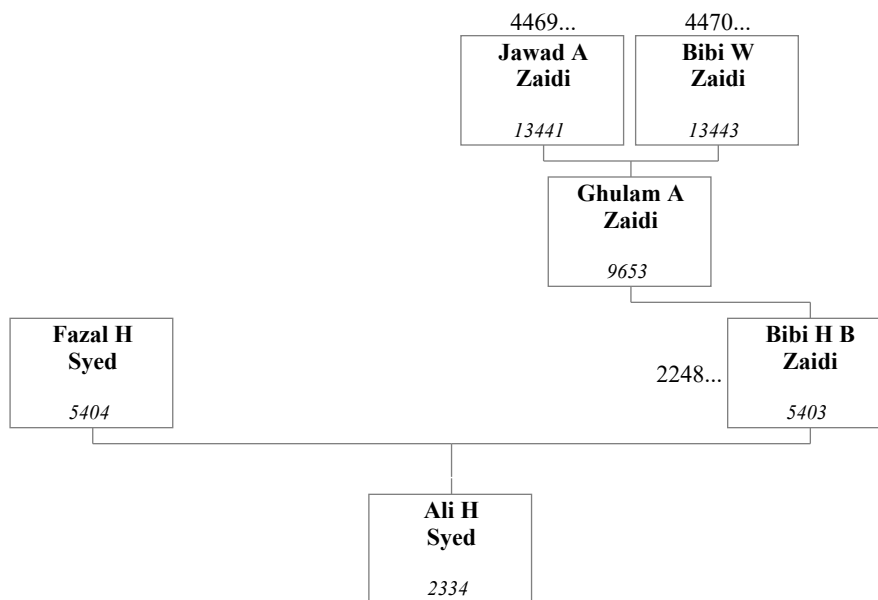 4469...
4470...
Jawad A
Zaidi
13441
Bibi W
Zaidi
13443
Ghulam A
Zaidi
9653
Fazal H
Syed
5404
2248...
Bibi H B
Zaidi
5403
Ali H
Syed
2334